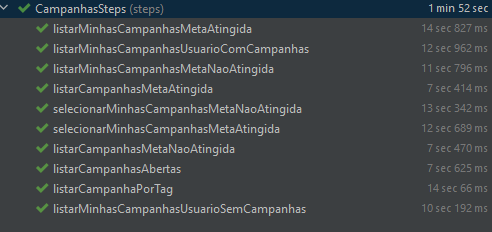 CampanhasSteps (steps) 1 min 52 sec
listarMinhasCampanhasMetaAtingida 14 sec 827 ms
listarMinhasCampanhasUsuarioComCampanhas 12 sec 962 ms
listarMinhasCampanhasMetaNaoAtingida 11 sec 796 ms
listarCampanhasMetaAtingida 7 sec 414 ms
selecionarMinhasCampanhasMetaNaoAtingida 13 sec 342 ms
selecionarMinhasCampanhasMetaAtingida 12 sec 689 ms
listarCampanhasMetaNaoAtingida 7 sec 470 ms
listarCampanhasAbertas 7 sec 625 ms
listarCampanhaPorTag 14 sec 66 ms
listarMinhasCampanhasUsuarioSemCampanhas 10 sec 192 ms